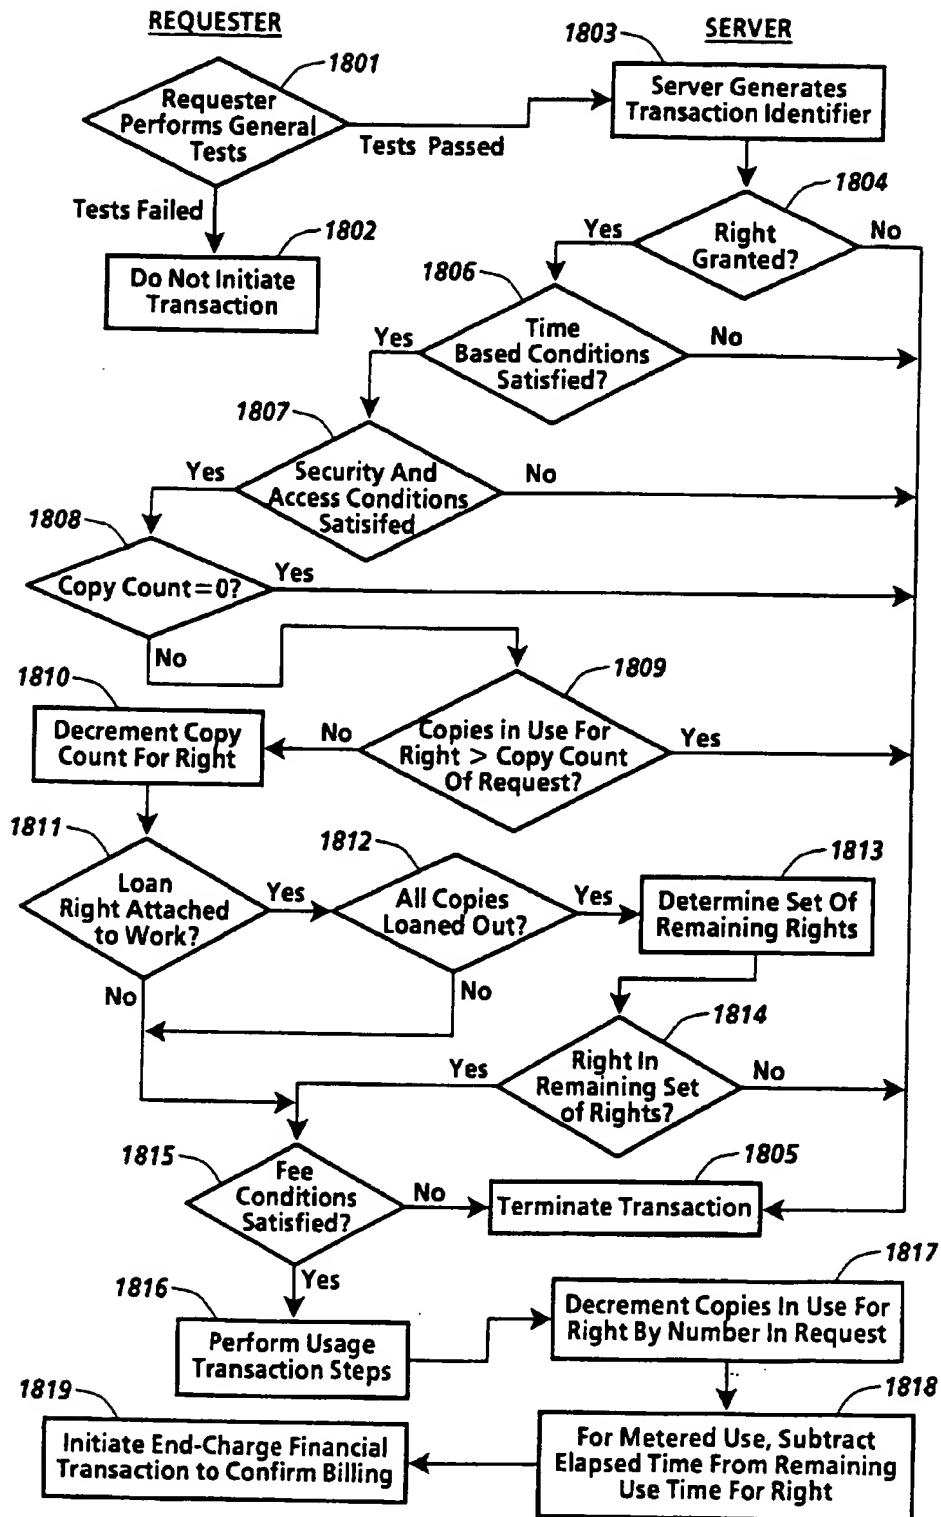 REQUESTER
SERVER
1801
1803
Requester
Performs General
Tests
Tests Passed
Server Generates
Transaction Identifier
Tests Failed
1802
Do Not Initiate
Transaction
1804
Yes
Right
Granted?
No
1806
Yes
Time
Based Conditions
Satisfied?
No
1807
Yes
Security And
Access Conditions
Satisifed
No
1808
Copy Count=0?
Yes
No
1809
Copies in Use For
Right > Copy Count
Of Request?
No
Yes
1810
Decrement Copy
Count For Right
1811
Loan
Right Attached
to Work?
Yes
No
1812
All Copies
Loaned Out?
Yes
No
1813
Determine Set Of
Remaining Rights
1814
Yes
Right In
Remaining Set
of Rights?
No
1815
Fee
Conditions
Satisfied?
No
Yes
1805
Terminate Transaction
1816
Perform Usage
Transaction Steps
1817
Decrement Copies In Use For
Right By Number In Request
1818
For Metered Use, Subtract
Elapsed Time From Remaining
Use Time For Right
1819
Initiate End-Charge Financial
Transaction to Confirm Billing